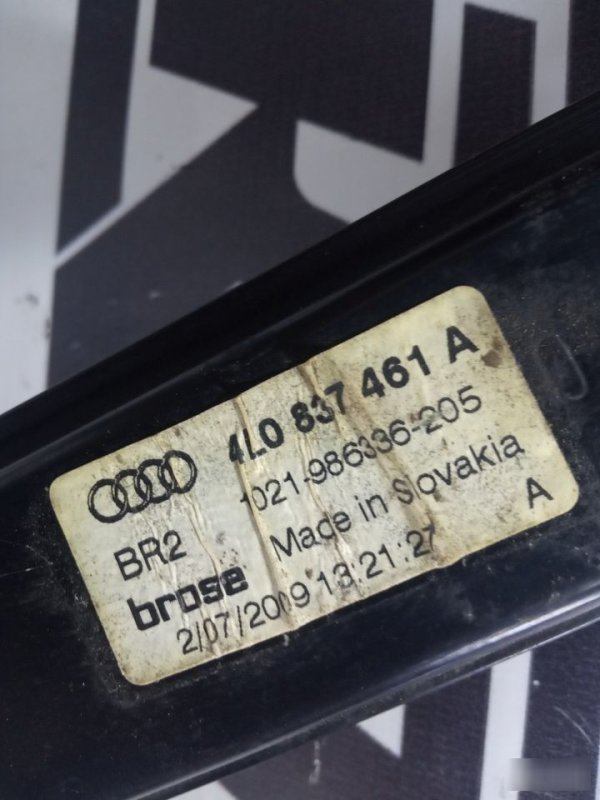 4L0 837 461 A
1021-986336-205
BR2 Made in Slovakia
brose A
2/07/2009 13:21:27